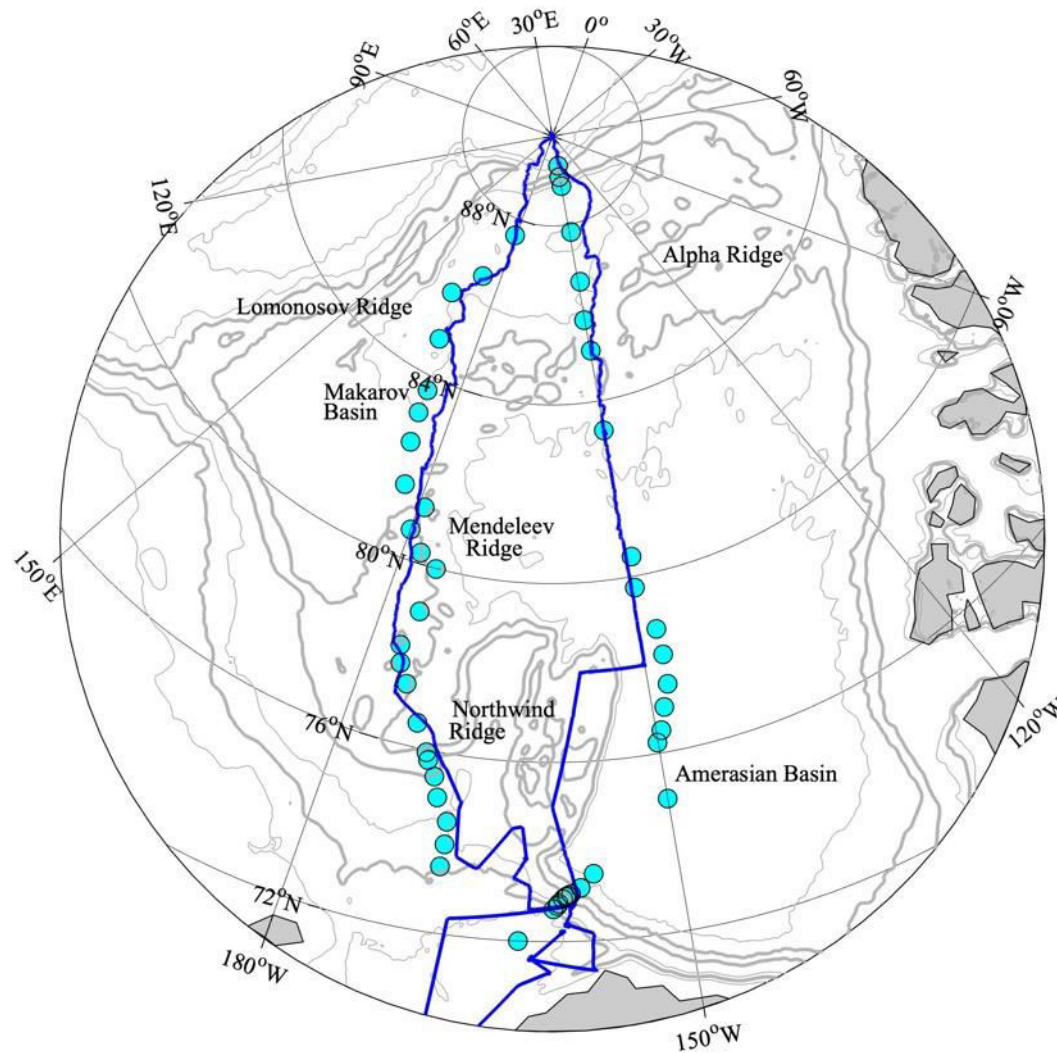 30°E
0°
60°E
30°W
90°E
60°W
120°E
88°N
Alpha Ridge
90°W
Lomonosov Ridge
84°N
Makarov
Basin
Mendeleev
Ridge
80°N
150°E
Northwind
Ridge
76°N
120°W
Amerasian Basin
72°N
180°W
150°W